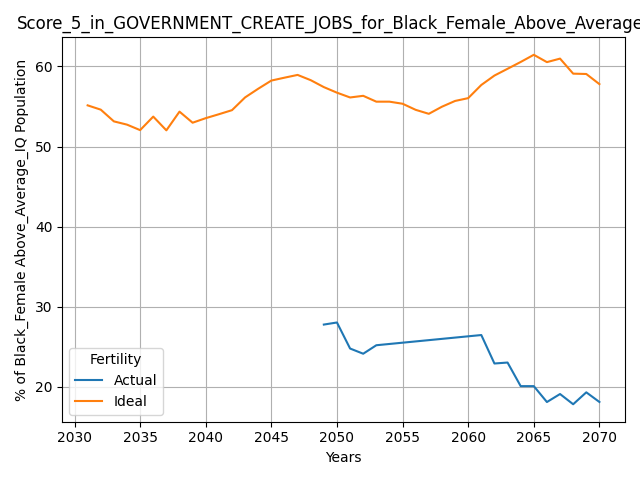 Score_5_in_GOVERNMENT_CREATE_JOBS_for_Black_Female_Above_Average
% of Black_Female Above_Average_IQ Population
60
50
40
30
20
Fertility
Actual
Ideal
2030 2035 2040 2045 2050 2055 2060 2065 2070
Years